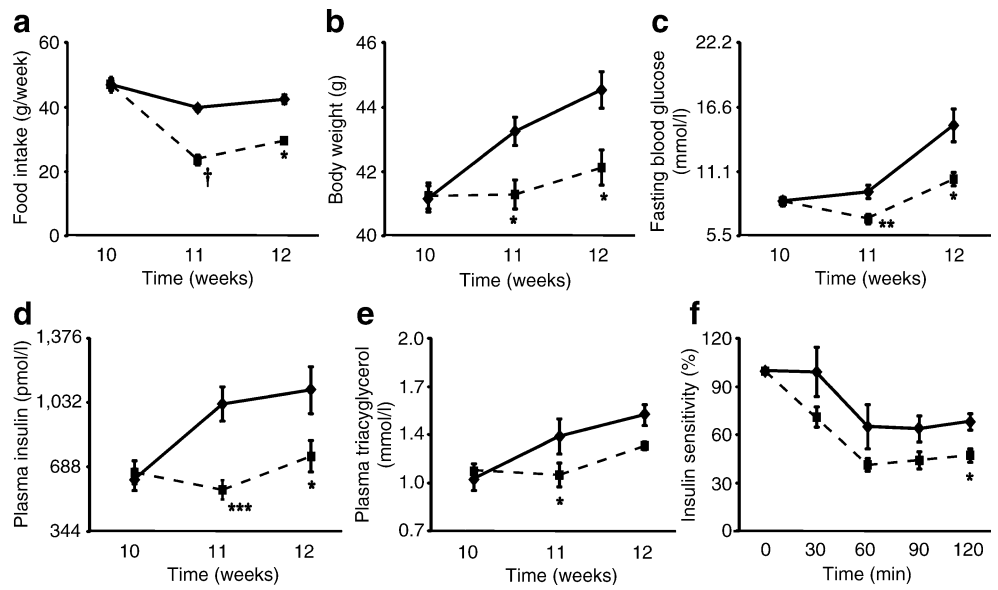 a
Food intake (g/week)
60
40
20
0
†
*
10 11 12
Time (weeks)
b
Body weight (g)
46
44
42
40
*
*
10 11 12
Time (weeks)
c
Fasting blood glucose
(mmol/l)
22.2
16.6
11.1
5.5
**
*
10 11 12
Time (weeks)
d
Plasma insulin (pmol/l)
1,376
1,032
688
344
***
*
10 11 12
Time (weeks)
e
Plasma triacyglycerol
(mmol/l)
2.0
1.7
1.4
1.0
0.7
*
10 11 12
Time (weeks)
f
Insulin sensitivity (%)
120
90
60
30
0
*
0 30 60 90 120
Time (min)